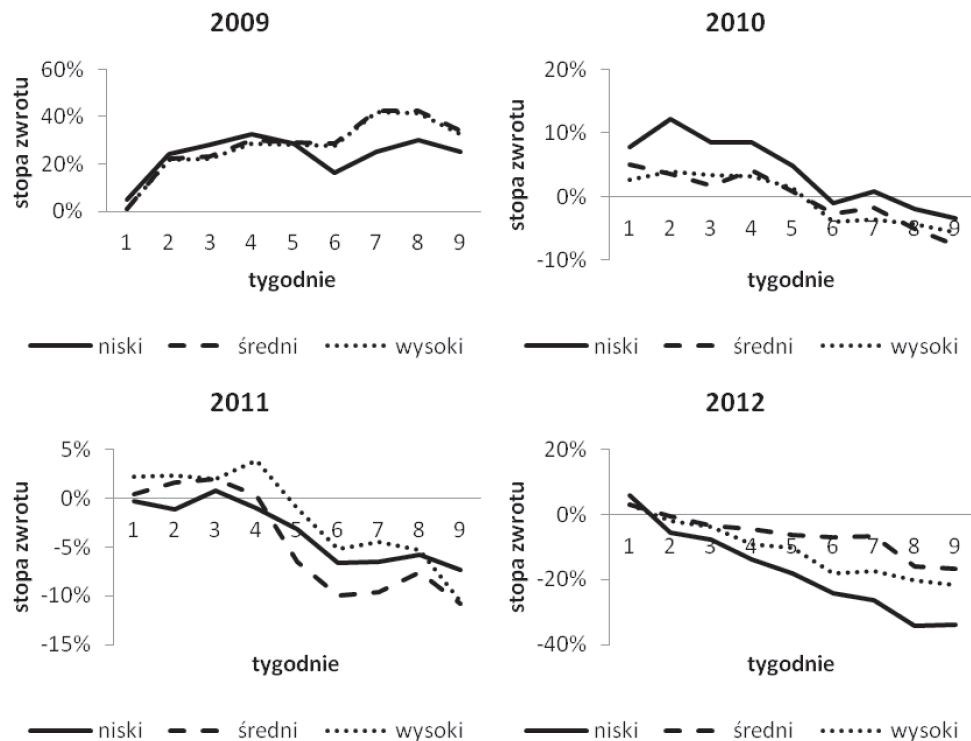 2009
stopa zwrotu
60%
40%
20%
0%
1 2 3 4 5 6 7 8 9
tygodnie
niski średni wysoki
2010
stopa zwrotu
20%
10%
0%
-10%
1 2 3 4 5 6 7 8 9
tygodnie
niski średni wysoki
2011
stopa zwrotu
5%
0%
-5%
-10%
-15%
1 2 3 4 5 6 7 8 9
tygodnie
niski średni wysoki
2012
stopa zwrotu
20%
0%
-20%
-40%
1 2 3 4 5 6 7 8 9
tygodnie
niski średni wysoki